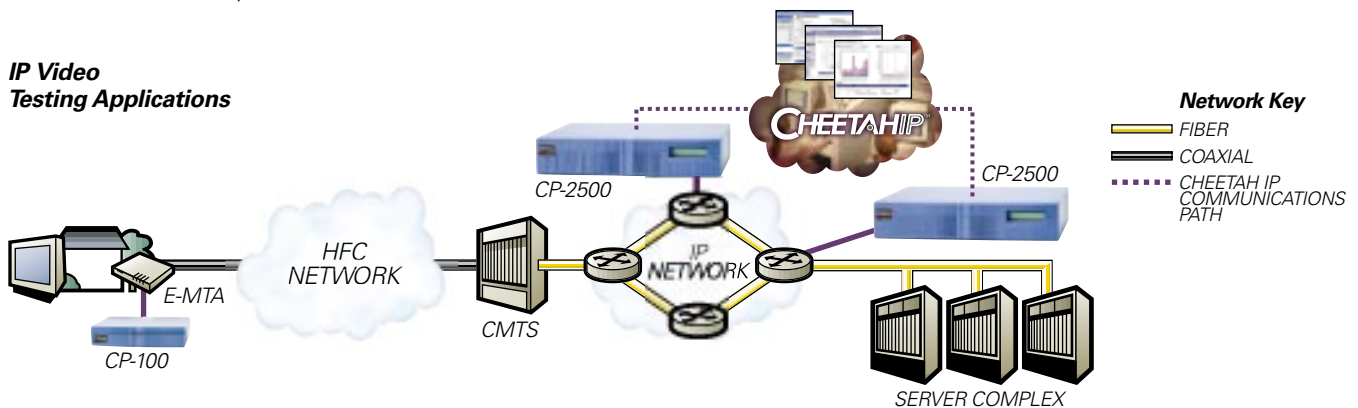 IP Video
Testing Applications
CHEETAHIP™
Network Key
FIBER
COAXIAL
CHEETAH IP
COMMUNICATIONS
PATH
CP-2500
CP-2500
HFC
NETWORK
IP
NETWORK
E-MTA
CP-100
CMTS
SERVER COMPLEX